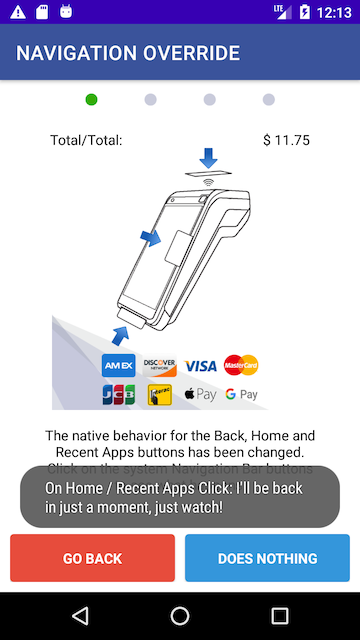 LTE 12:13
NAVIGATION OVERRIDE
Total/Total: $ 11.75
AMEX DISCOVER NETWORK VISA MasterCard
JCB Interac Pay G Pay
The native behavior for the Back, Home and
Recent Apps buttons has been changed.
Click on the system Navigation Bar buttons
On Home / Recent Apps Click: I'll be back
in just a moment, just watch!
GO BACK DOES NOTHING